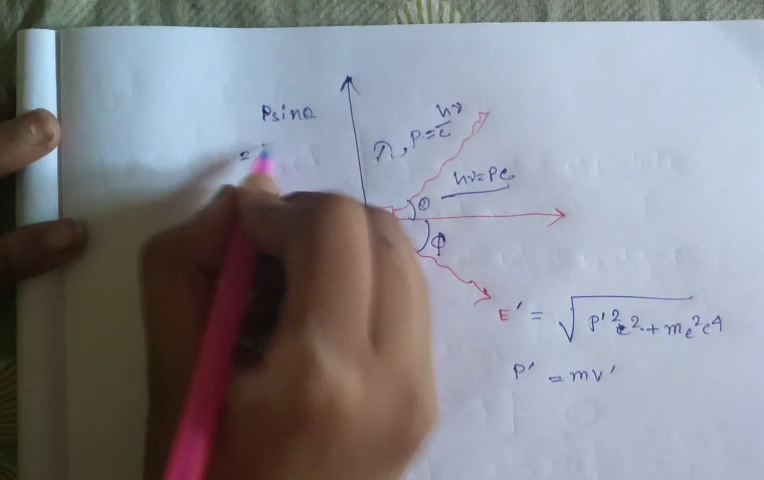 hν
Psinθ
P=
c
hν=Pc
θ
ϕ
E' = √P'²c²+mₑ²c⁴
P' = mv'